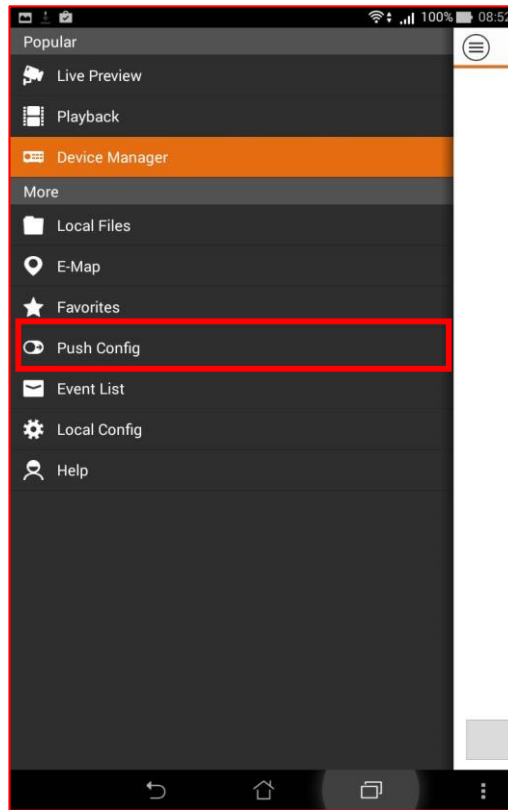 100% 08:52
Popular
Live Preview
Playback
Device Manager
More
Local Files
E-Map
Favorites
Push Config
Event List
Local Config
Help